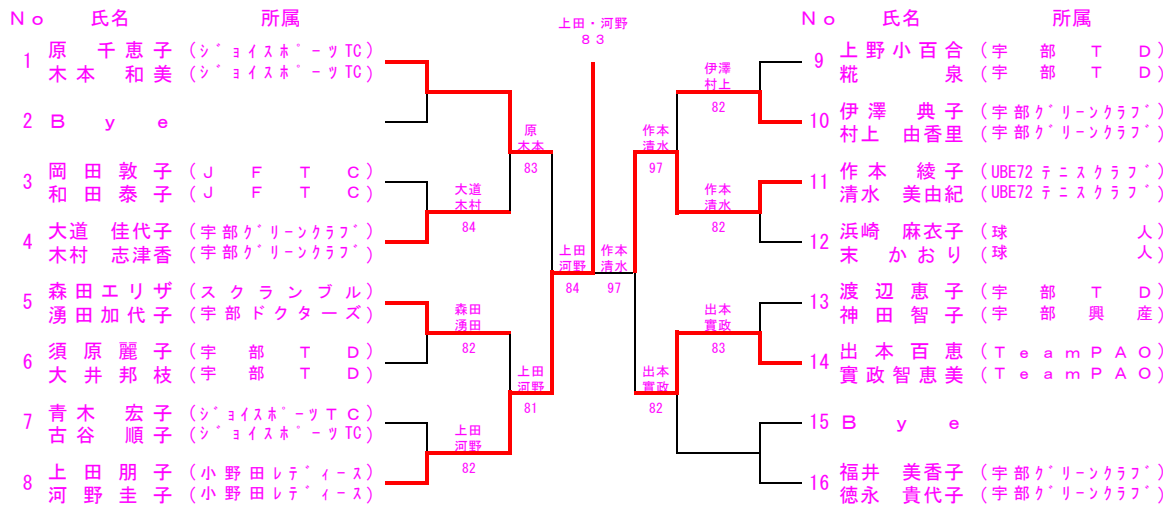 No 氏名 所属
1 原 千恵子 (ジョイスポーツTC)
木本 和美 (ジョイスポーツTC)
2 Bye
3 岡田敦子 (JFTC)
和田泰子 (JFTC)
4 大道 佳代子 (宇部グリーンクラブ)
木村 志津香 (宇部グリーンクラブ)
5 森田エリザ (スクランブル)
湧田加代子 (宇部ドクターズ)
6 須原麗子 (宇部TD)
大井邦枝 (宇部TD)
7 青木 宏子 (ジョイスポーツTC)
古谷 順子 (ジョイスポーツTC)
8 上田朋子 (小野田レディース)
河野圭子 (小野田レディース)
大道
木村
84
森田
湧田
82
上田
河野
82
原
木本
83
上田
河野
81
上田
河野
84
上田・河野
83
作本
清水
97
作本
清水
97
出本
實政
82
伊澤
村上
82
作本
清水
82
出本
實政
83
No 氏名 所属
9 上野小百合 (宇部TD)
糀 泉 (宇部TD)
10 伊澤 典子 (宇部グリーンクラブ)
村上 由香里 (宇部グリーンクラブ)
11 作本 綾子 (UBE72テニスクラブ)
清水 美由紀 (UBE72テニスクラブ)
12 浜崎 麻衣子 (球人)
末 かおり (球人)
13 渡辺恵子 (宇部TD)
神田智子 (宇部興産)
14 出本百恵 (TeamPAO)
實政智恵美 (TeamPAO)
15 Bye
16 福井 美香子 (宇部グリーンクラブ)
徳永 貴代子 (宇部グリーンクラブ)